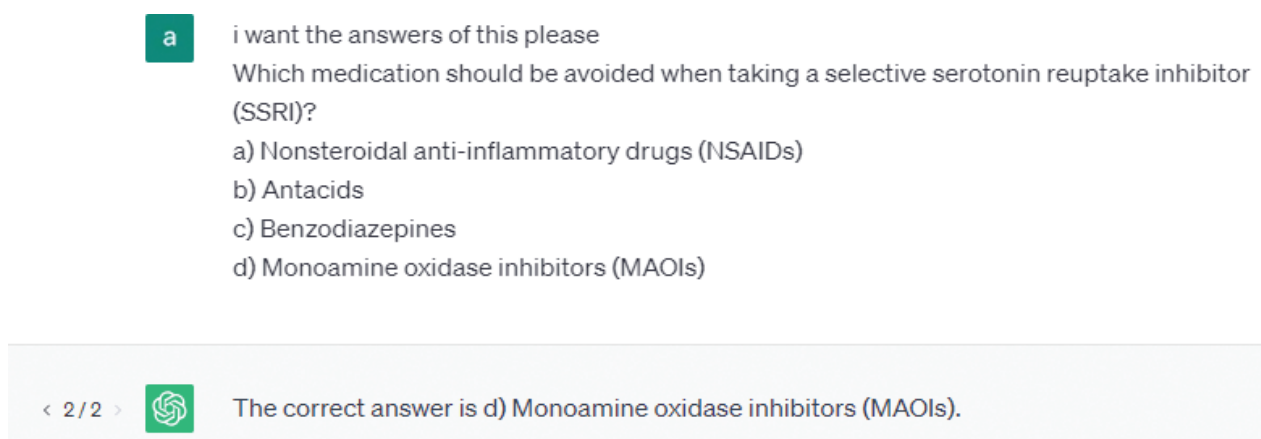 a
i want the answers of this please
Which medication should be avoided when taking a selective serotonin reuptake inhibitor
(SSRI)?
a) Nonsteroidal anti-inflammatory drugs (NSAIDs)
b) Antacids
c) Benzodiazepines
d) Monoamine oxidase inhibitors (MAOIs)
< 2 / 2 >
The correct answer is d) Monoamine oxidase inhibitors (MAOIs).